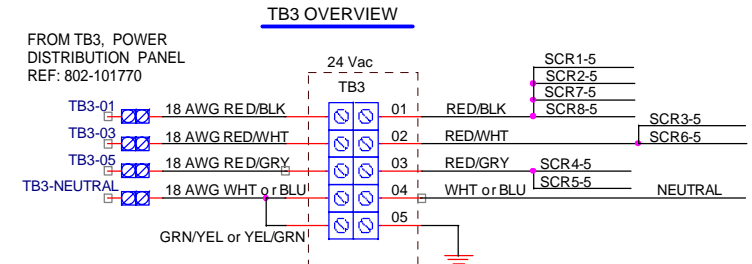 TB3 OVERVIEW
FROM TB3, POWER
DISTRIBUTION PANEL
REF: 802-101770
24 Vac
TB3
SCR1-5
SCR2-5
SCR7-5
SCR8-5
TB3-01 18 AWG RED/BLK 01 RED/BLK
SCR3-5
TB3-03 18 AWG RED/WHT 02 RED/WHT SCR6-5
TB3-05 18 AWG RED/GRY 03 RED/GRY SCR4-5
SCR5-5
TB3-NEUTRAL 18 AWG WHT or BLU 04 WHT or BLU NEUTRAL
05
GRN/YEL or YEL/GRN